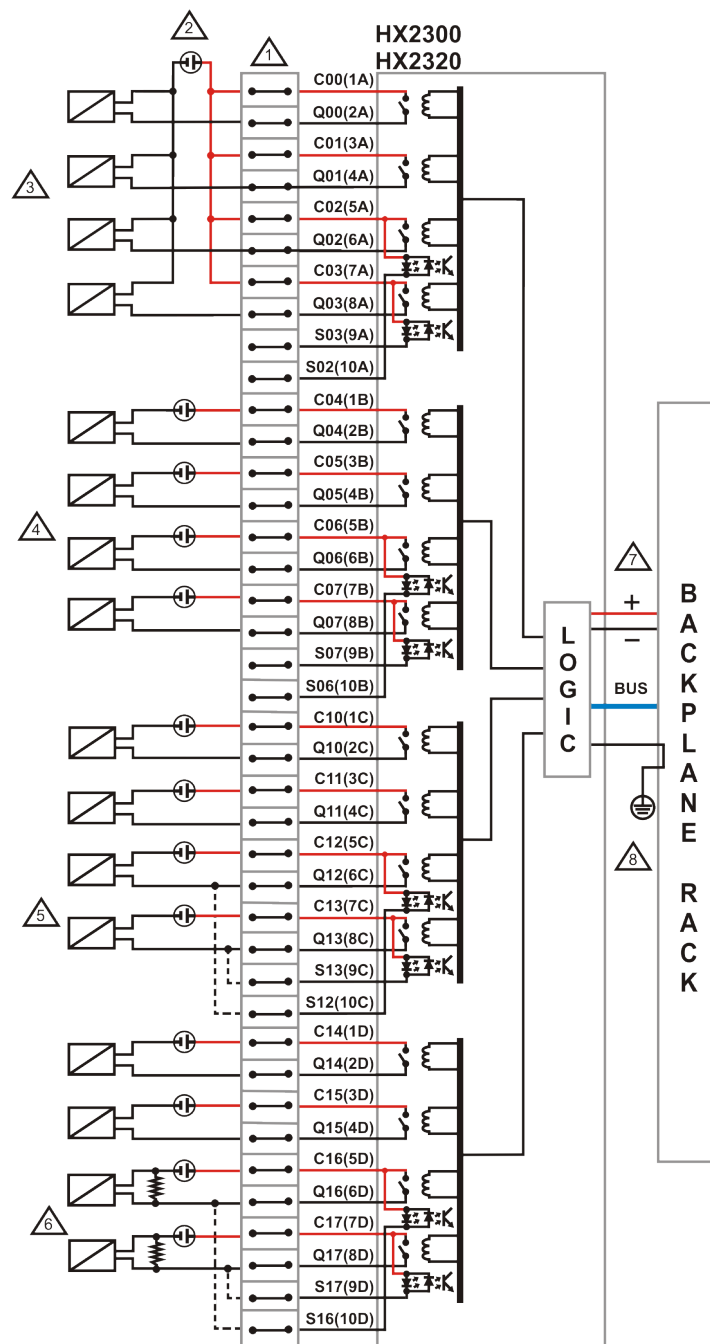 HX2300
HX2320
2
1
C00(1A)
Q00(2A)
C01(3A)
3
Q01(4A)
C02(5A)
Q02(6A)
C03(7A)
Q03(8A)
S03(9A)
S02(10A)
C04(1B)
Q04(2B)
C05(3B)
Q05(4B)
4
C06(5B)
Q06(6B)
C07(7B)
Q07(8B)
S07(9B)
S06(10B)
7
+
−
BUS
LOGIC
BACKPLANE RACK
8
C10(1C)
Q10(2C)
C11(3C)
Q11(4C)
C12(5C)
Q12(6C)
5
C13(7C)
Q13(8C)
S13(9C)
S12(10C)
C14(1D)
Q14(2D)
C15(3D)
Q15(4D)
C16(5D)
Q16(6D)
6
C17(7D)
Q17(8D)
S17(9D)
S16(10D)